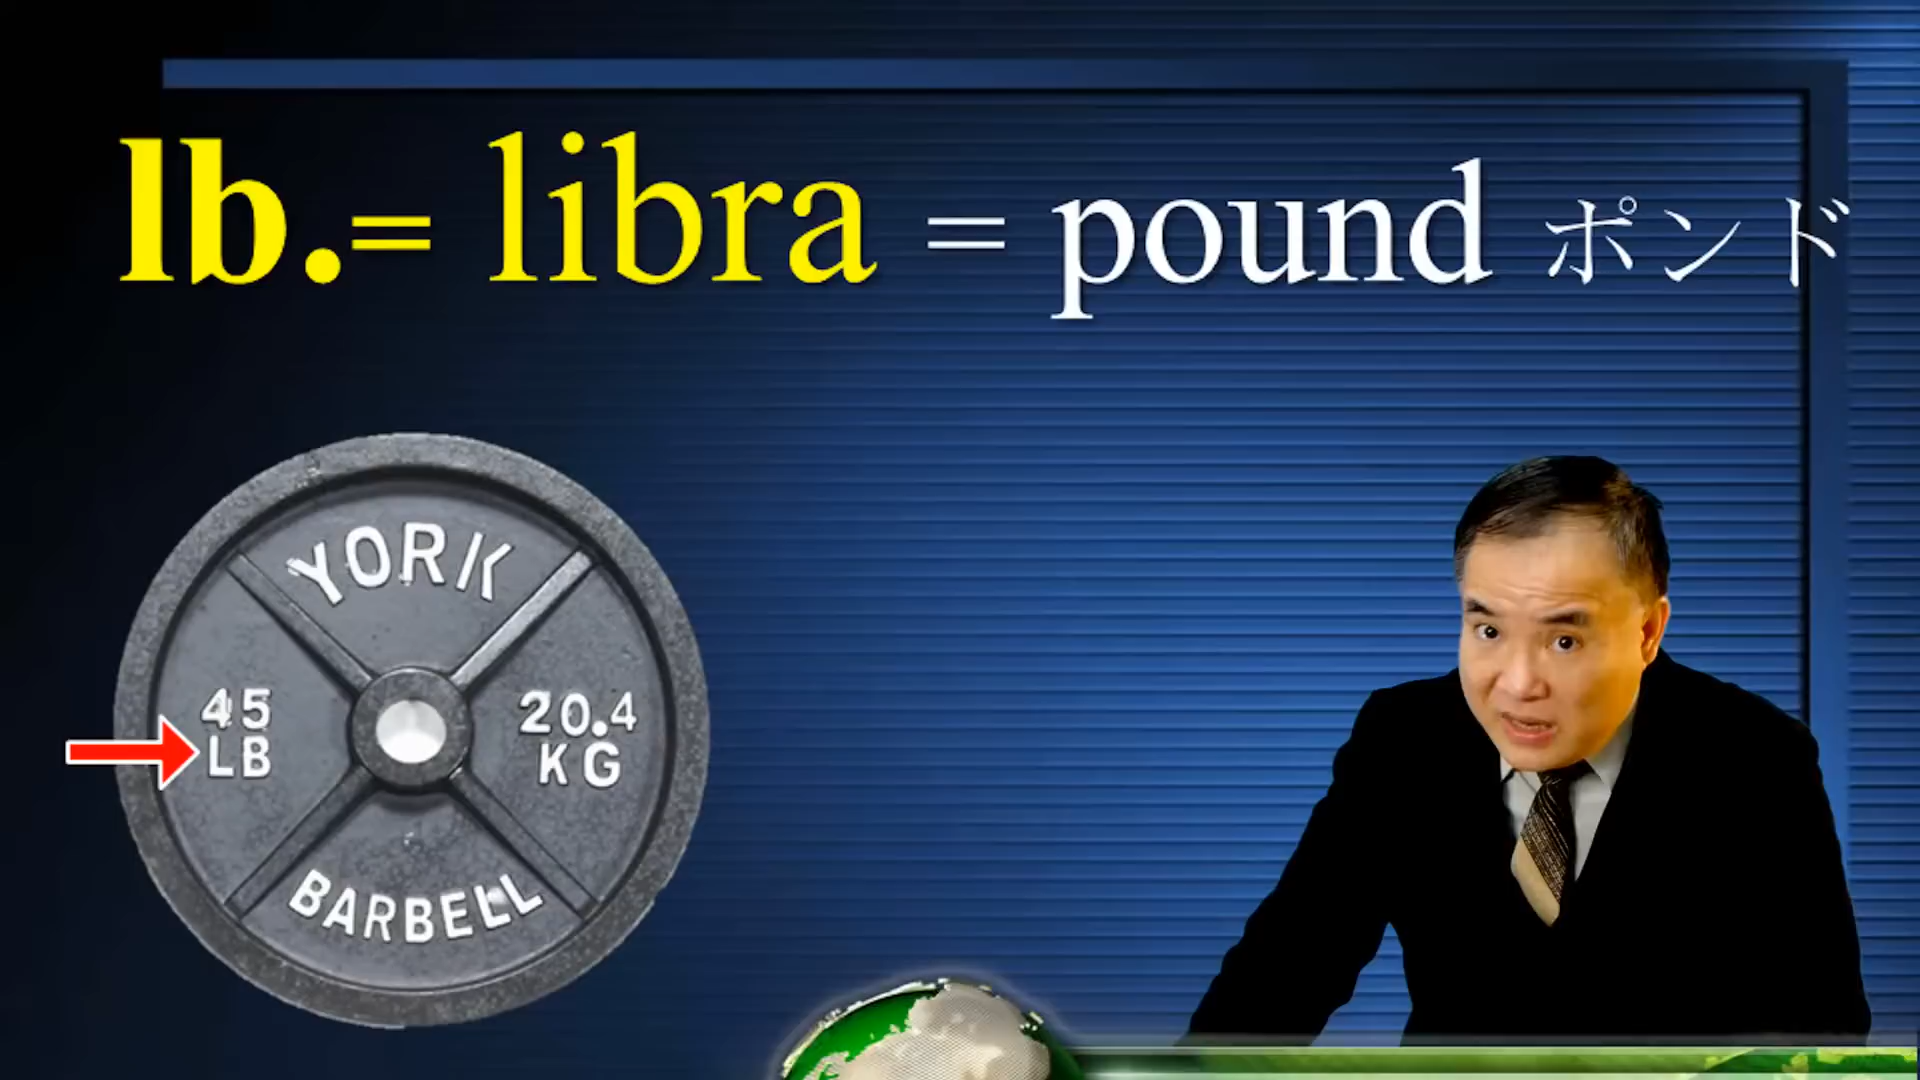 lb.= libra = pound ポンド
YORK
45
LB
20.4
KG
BARBELL